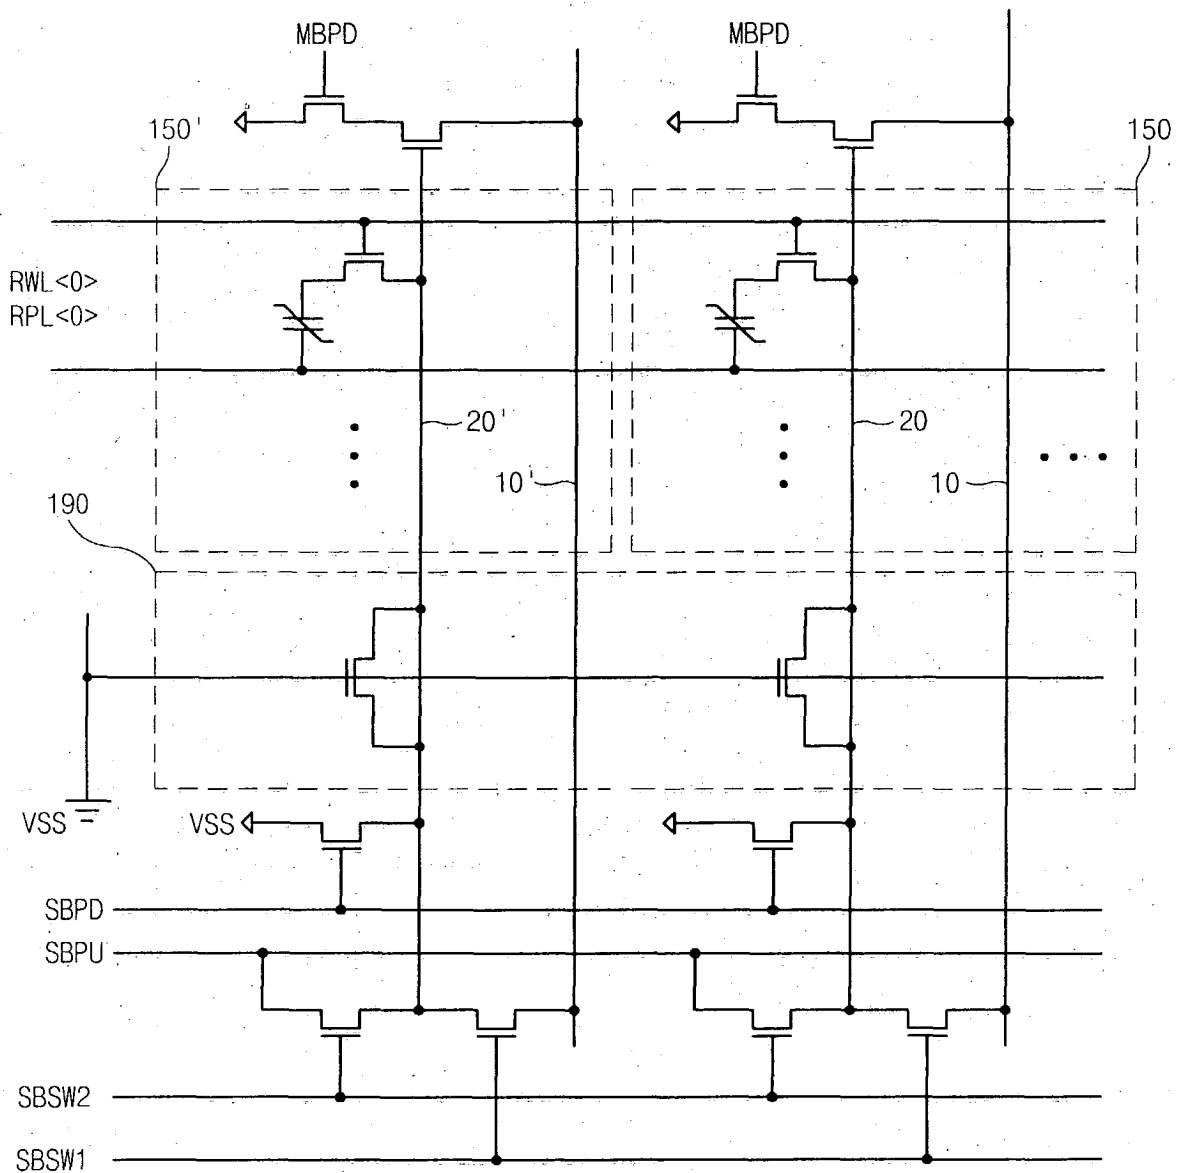 MBPD
MBPD
150'
150
RWL<0>
RPL<0>
20'
20
10'
10
190
VSS
VSS
SBPD
SBPU
SBSW2
SBSW1